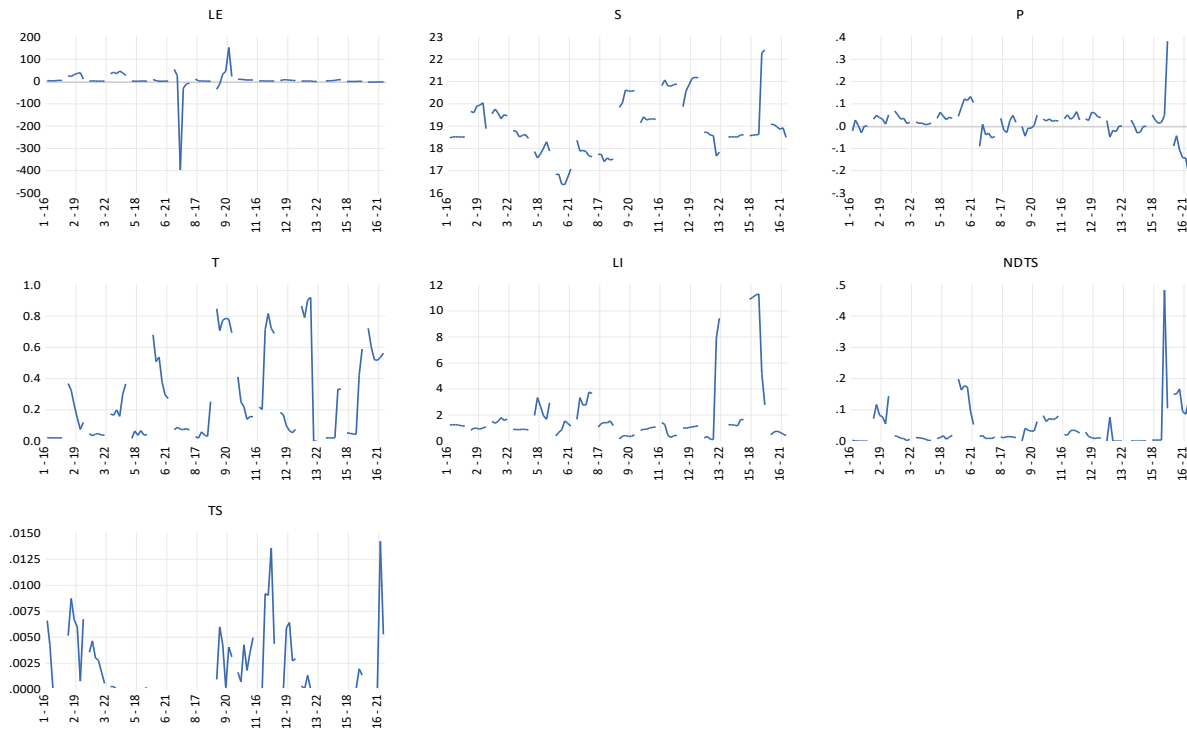 LE
200
100
0
-100
-200
-300
-400
-500
1 - 16
2 - 19
3 - 22
5 - 18
6 - 21
8 - 17
9 - 20
11 - 16
12 - 19
13 - 22
15 - 18
16 - 21
S
23
22
21
20
19
18
17
16
1 - 16
2 - 19
3 - 22
5 - 18
6 - 21
8 - 17
9 - 20
11 - 16
12 - 19
13 - 22
15 - 18
16 - 21
P
.4
.3
.2
.1
.0
-.1
-.2
-.3
1 - 16
2 - 19
3 - 22
5 - 18
6 - 21
8 - 17
9 - 20
11 - 16
12 - 19
13 - 22
15 - 18
16 - 21
T
1.0
0.8
0.6
0.4
0.2
0.0
1 - 16
2 - 19
3 - 22
5 - 18
6 - 21
8 - 17
9 - 20
11 - 16
12 - 19
13 - 22
15 - 18
16 - 21
LI
12
10
8
6
4
2
0
1 - 16
2 - 19
3 - 22
5 - 18
6 - 21
8 - 17
9 - 20
11 - 16
12 - 19
13 - 22
15 - 18
16 - 21
NDTS
.5
.4
.3
.2
.1
.0
1 - 16
2 - 19
3 - 22
5 - 18
6 - 21
8 - 17
9 - 20
11 - 16
12 - 19
13 - 22
15 - 18
16 - 21
TS
.0150
.0125
.0100
.0075
.0050
.0025
.0000
1 - 16
2 - 19
3 - 22
5 - 18
6 - 21
8 - 17
9 - 20
11 - 16
12 - 19
13 - 22
15 - 18
16 - 21